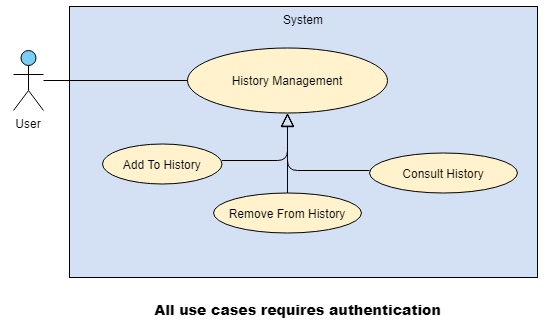 System
History Management
User
Add To History
Consult History
Remove From History
All use cases requires authentication